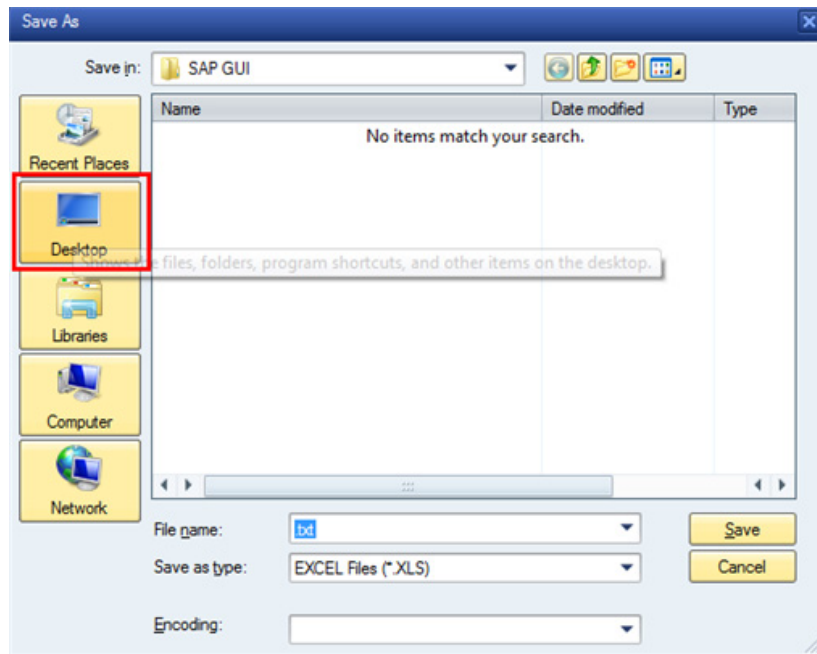 Save As
Save in:
SAP GUI
Name
Date modified
Type
No items match your search.
Recent Places
Desktop
Shows the files, folders, program shortcuts, and other items on the desktop.
Libraries
Computer
Network
File name:
.txt
Save
Save as type:
EXCEL Files (*.XLS)
Cancel
Encoding: